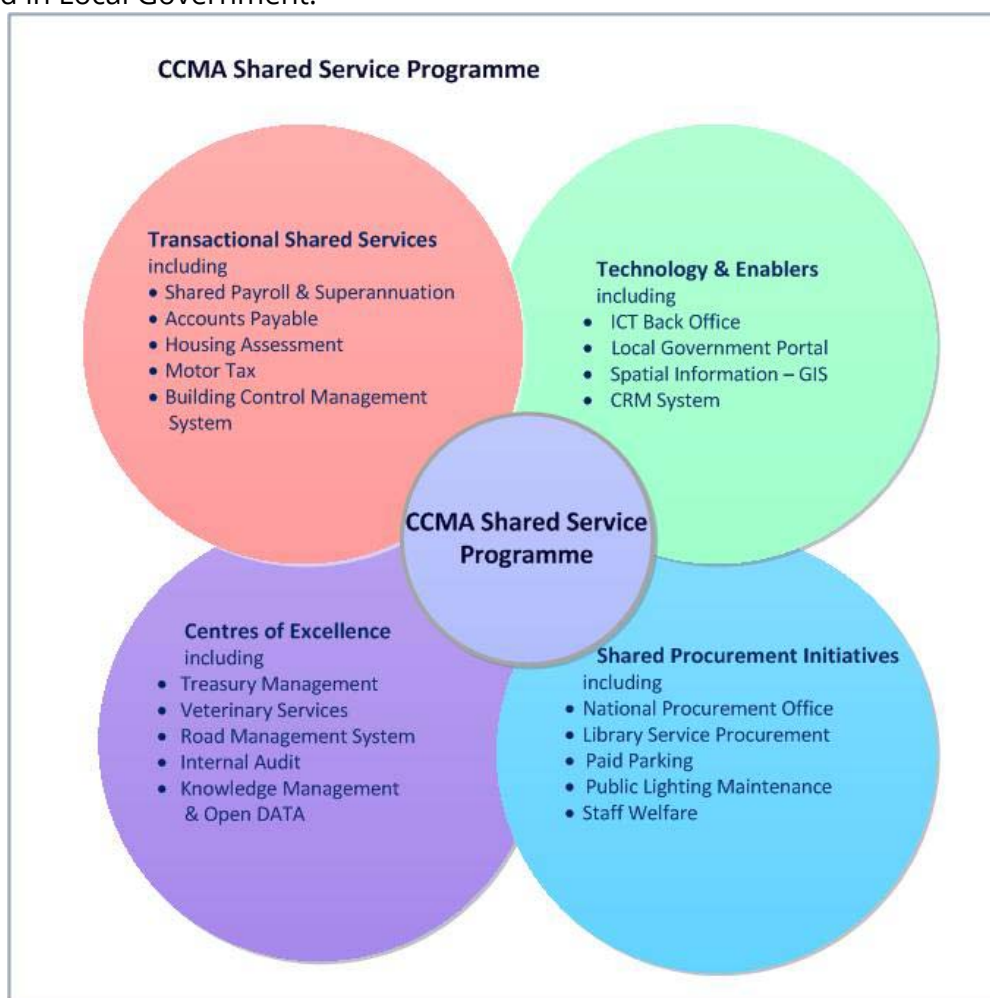 d in Local Government.
CCMA Shared Service Programme
Transactional Shared Services
including
• Shared Payroll & Superannuation
• Accounts Payable
• Housing Assessment
• Motor Tax
• Building Control Management
System
Technology & Enablers
including
• ICT Back Office
• Local Government Portal
• Spatial Information – GIS
• CRM System
CCMA Shared Service
Programme
Centres of Excellence
including
• Treasury Management
• Veterinary Services
• Road Management System
• Internal Audit
• Knowledge Management
& Open DATA
Shared Procurement Initiatives
including
• National Procurement Office
• Library Service Procurement
• Paid Parking
• Public Lighting Maintenance
• Staff Welfare